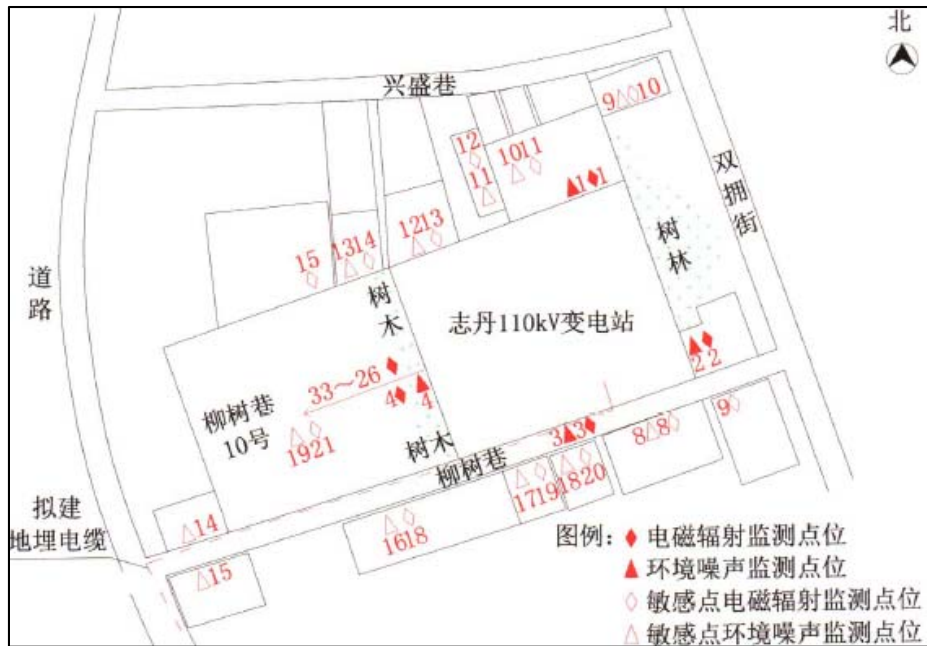 北
兴盛巷
9 10
双拥街
12
11
10 11
1 1
12 13
13 14
15
树林
树木
道路
志丹110kV变电站
33～26
2 2
4
4
柳树巷
10号
19 21
树木
3 3
8 8
9
柳树巷
17 19
18 20
16 18
14
15
拟建
地埋电缆
图例：
电磁辐射监测点位
环境噪声监测点位
敏感点电磁辐射监测点位
敏感点环境噪声监测点位